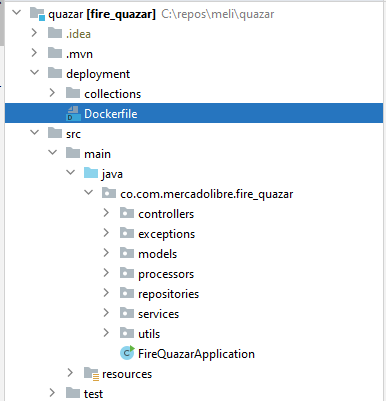 quazar [fire_quazar] C:\repos\meli\quazar
.idea
.mvn
deployment
collections
Dockerfile
src
main
java
co.com.mercadolibre.fire_quazar
controllers
exceptions
models
processors
repositories
services
utils
FireQuazarApplication
resources
test